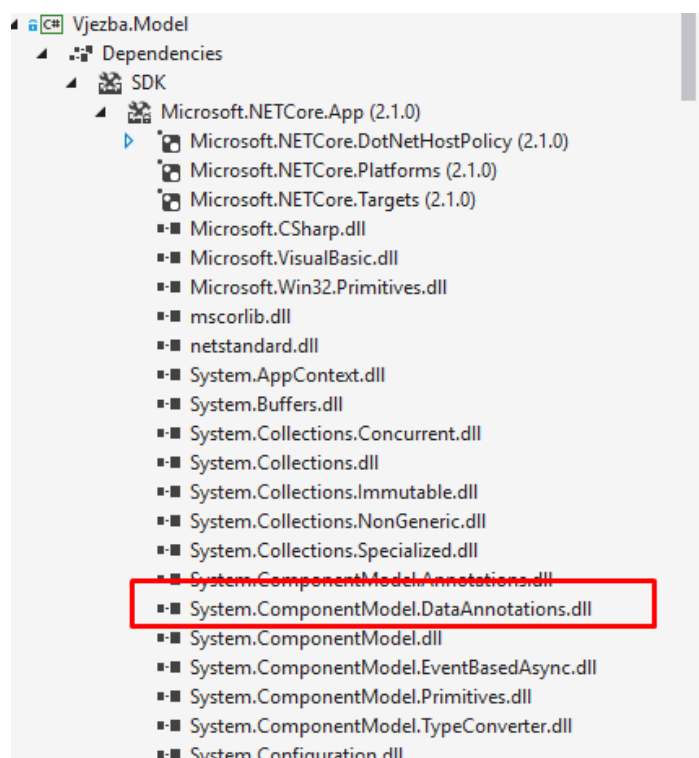 C# Vjezba.Model
Dependencies
SDK
Microsoft.NETCore.App (2.1.0)
Microsoft.NETCore.DotNetHostPolicy (2.1.0)
Microsoft.NETCore.Platforms (2.1.0)
Microsoft.NETCore.Targets (2.1.0)
Microsoft.CSharp.dll
Microsoft.VisualBasic.dll
Microsoft.Win32.Primitives.dll
mscorlib.dll
netstandard.dll
System.AppContext.dll
System.Buffers.dll
System.Collections.Concurrent.dll
System.Collections.dll
System.Collections.Immutable.dll
System.Collections.NonGeneric.dll
System.Collections.Specialized.dll
System.ComponentModel.Annotations.dll
System.ComponentModel.DataAnnotations.dll
System.ComponentModel.dll
System.ComponentModel.EventBasedAsync.dll
System.ComponentModel.Primitives.dll
System.ComponentModel.TypeConverter.dll
System.Configuration.dll